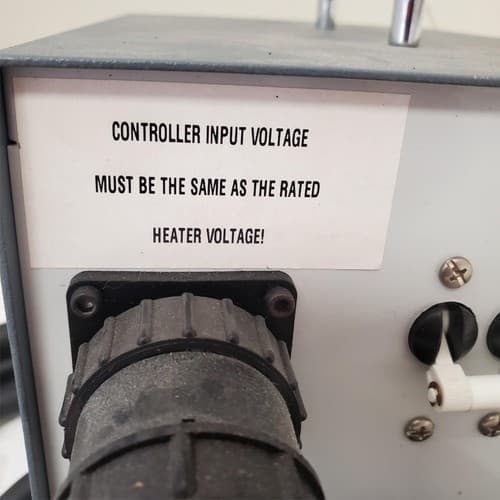 CONTROLLER INPUT VOLTAGE
MUST BE THE SAME AS THE RATED
HEATER VOLTAGE!